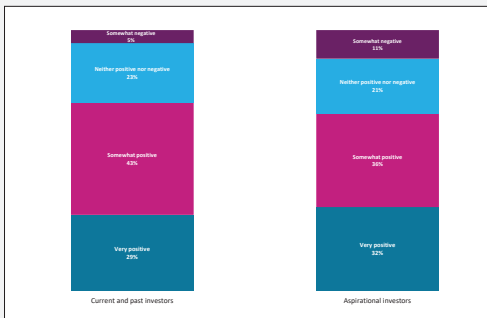 Somewhat negative
5%
Neither positive nor negative
23%
Somewhat positive
43%
Very positive
29%
Current and past investors
Somewhat negative
11%
Neither positive nor negative
21%
Somewhat positive
36%
Very positive
32%
Aspirational investors